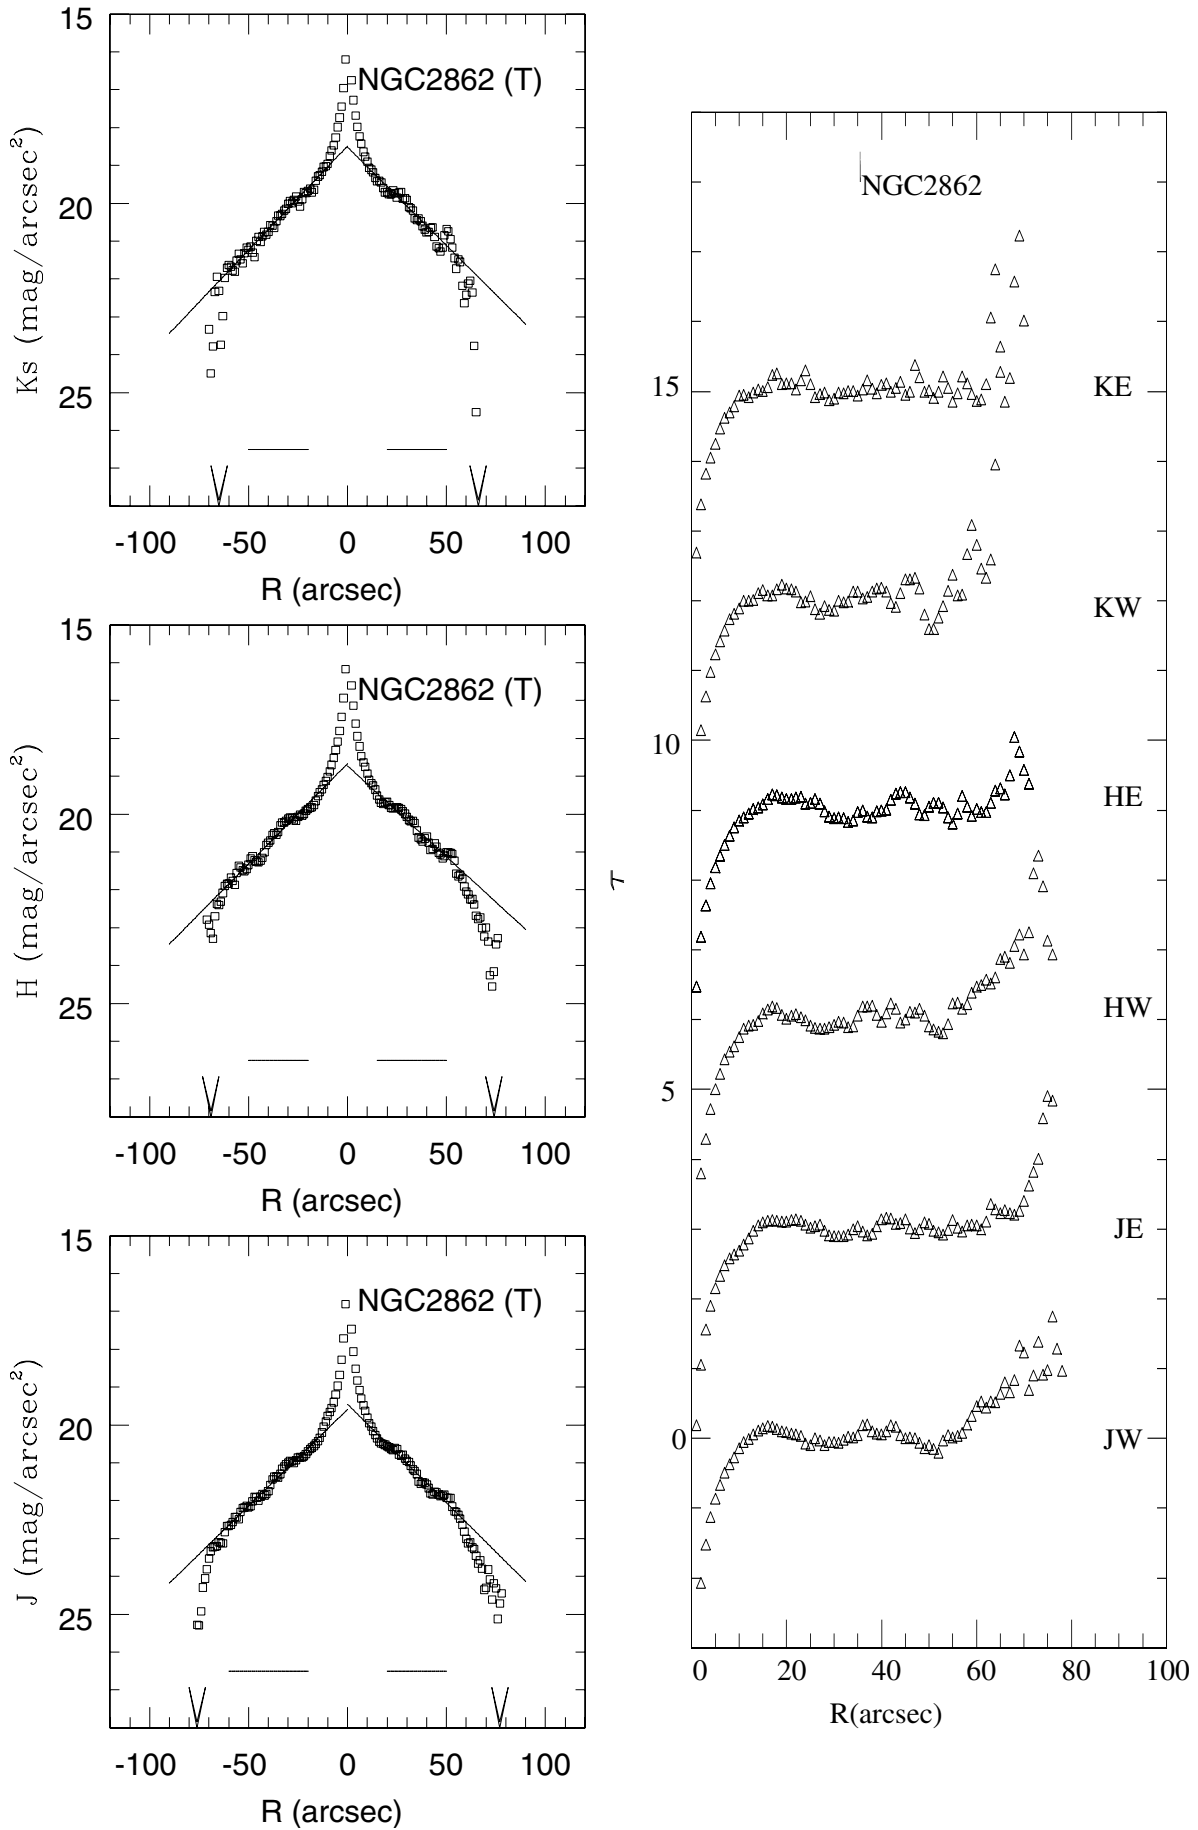 15
20
25
Ks (mag/arcsec²)
NGC2862 (T)
-100 -50 0 50 100
R (arcsec)
15
20
25
H (mag/arcsec²)
NGC2862 (T)
-100 -50 0 50 100
R (arcsec)
15
20
25
J (mag/arcsec²)
NGC2862 (T)
-100 -50 0 50 100
R (arcsec)
NGC2862
15
10
5
0
τ
KE
KW
HE
HW
JE
JW
0 20 40 60 80 100
R(arcsec)